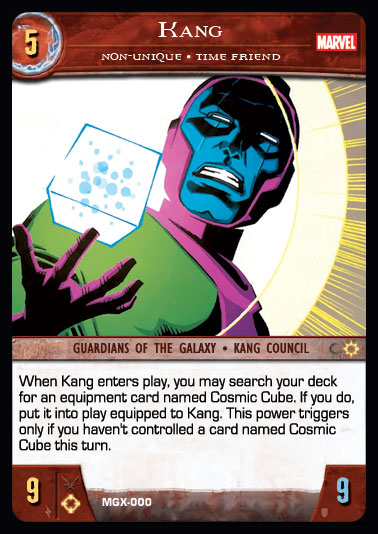 5
Kang
MARVEL
NON-UNIQUE • TIME FRIEND
GUARDIANS OF THE GALAXY • KANG COUNCIL
C
When Kang enters play, you may search your deck
for an equipment card named Cosmic Cube. If you do,
put it into play equipped to Kang. This power triggers
only if you haven't controlled a card named Cosmic
Cube this turn.
9
MGX-000
9